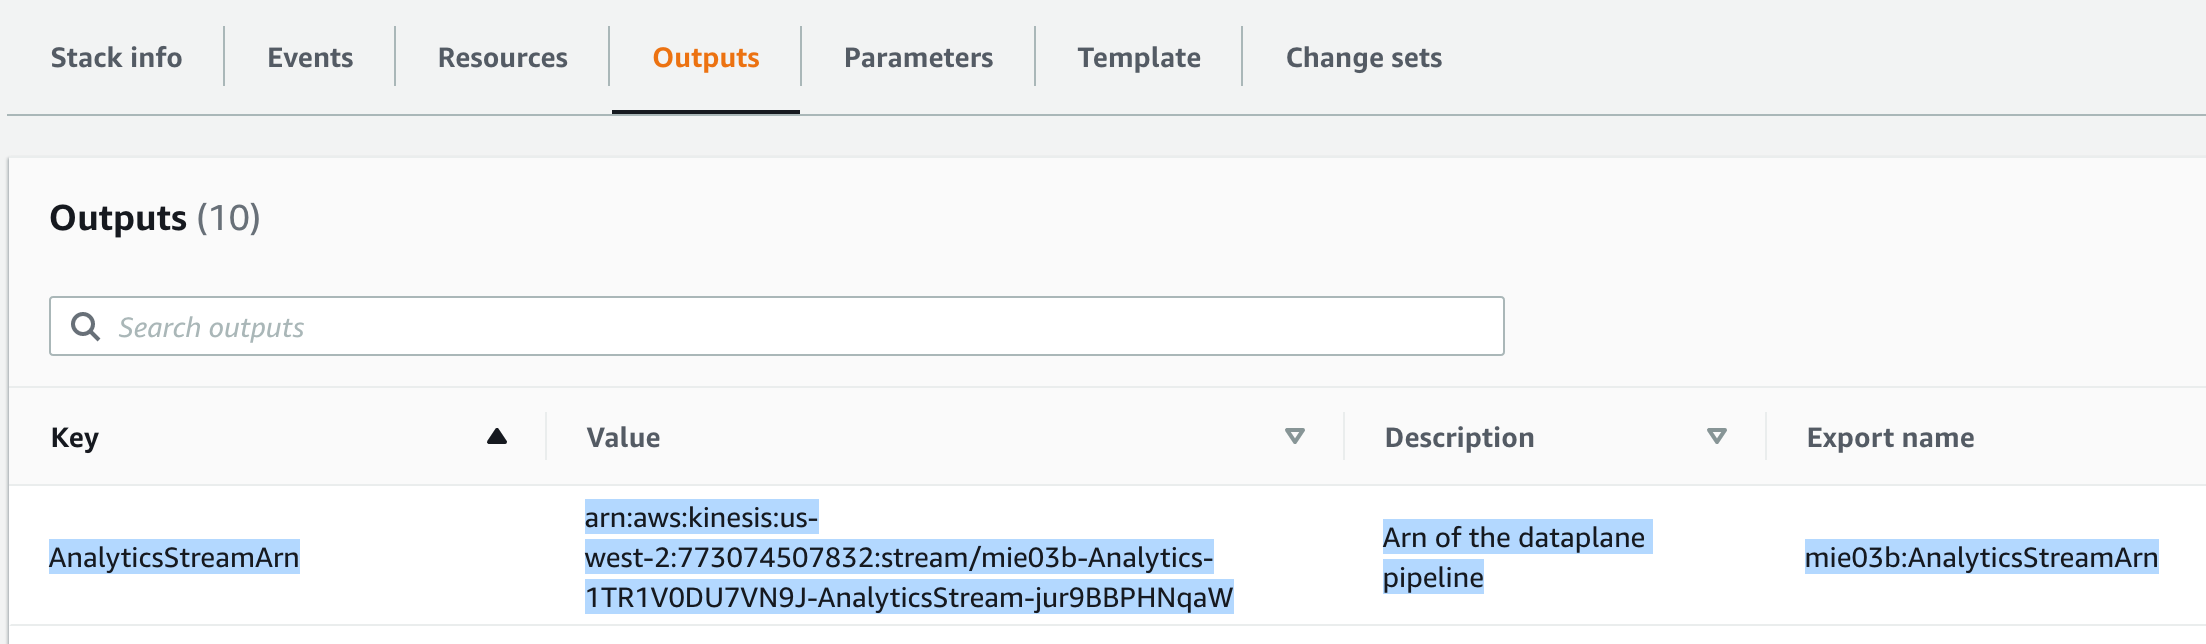 Stack info Events Resources Outputs Parameters Template Change sets
Outputs (10)
Search outputs
Key Value Description Export name
AnalyticsStreamArn
arn:aws:kinesis:us-
west-2:773074507832:stream/mie03b-Analytics-
1TR1V0DU7VN9J-AnalyticsStream-jur9BBPHNqaW
Arn of the dataplane
pipeline
mie03b:AnalyticsStreamArn